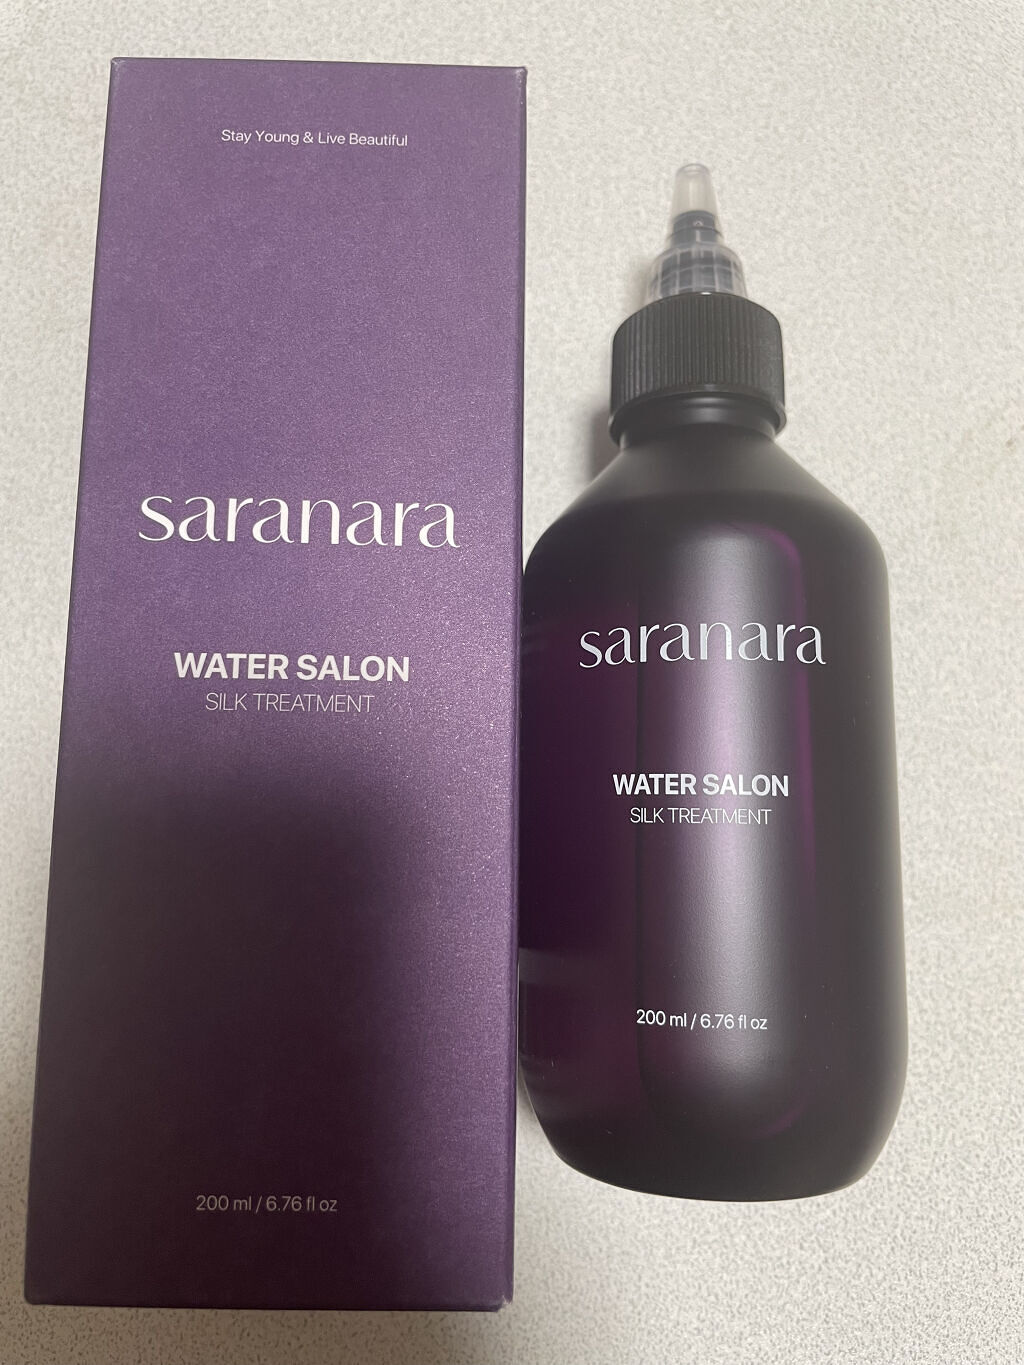 Stay Young & Live Beautiful
saranara
WATER SALON
SILK TREATMENT
200 ml / 6.76 fl oz
saranara
WATER SALON
SILK TREATMENT
200 ml / 6.76 fl oz